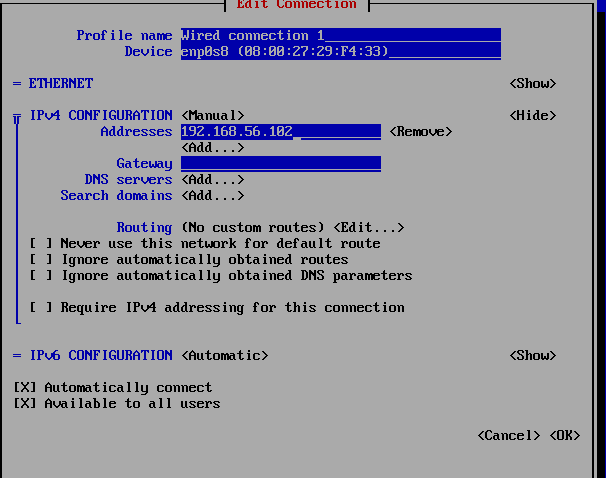 Edit Connection
Profile name Wired connection 1
Device enp0s8 (08:00:27:29:F4:33)
= ETHERNET <Show>
= IPv4 CONFIGURATION <Manual> <Hide>
Addresses 192.168.56.102 <Remove>
<Add...>
Gateway
DNS servers <Add...>
Search domains <Add...>
Routing (No custom routes) <Edit...>
[ ] Never use this network for default route
[ ] Ignore automatically obtained routes
[ ] Ignore automatically obtained DNS parameters
[ ] Require IPv4 addressing for this connection
= IPv6 CONFIGURATION <Automatic> <Show>
[X] Automatically connect
[X] Available to all users
<Cancel> <OK>